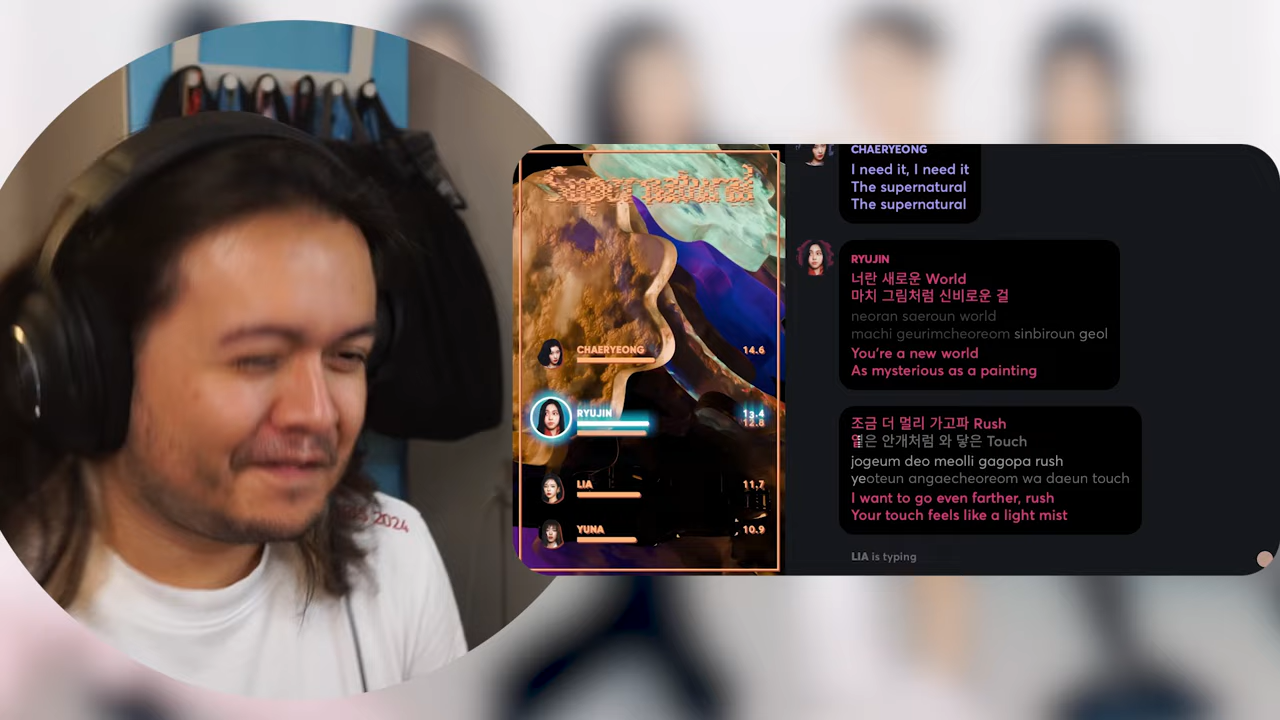 Supernatural
CHAERYEONG 14.6
RYUJIN 13.4
12.8
LIA 11.7
YUNA 10.9
CHAERYEONG
I need it, I need it
The supernatural
The supernatural
RYUJIN
너란 새로운 World
마치 그림처럼 신비로운 걸
neoran saeroun world
machi geurimcheoreom sinbiroun geol
You're a new world
As mysterious as a painting
조금 더 멀리 가고파 Rush
옅은 안개처럼 와 닿은 Touch
jogeum deo meolli gagopa rush
yeoteun angaecheoreom wa daeun touch
I want to go even farther, rush
Your touch feels like a light mist
LIA is typing
2024